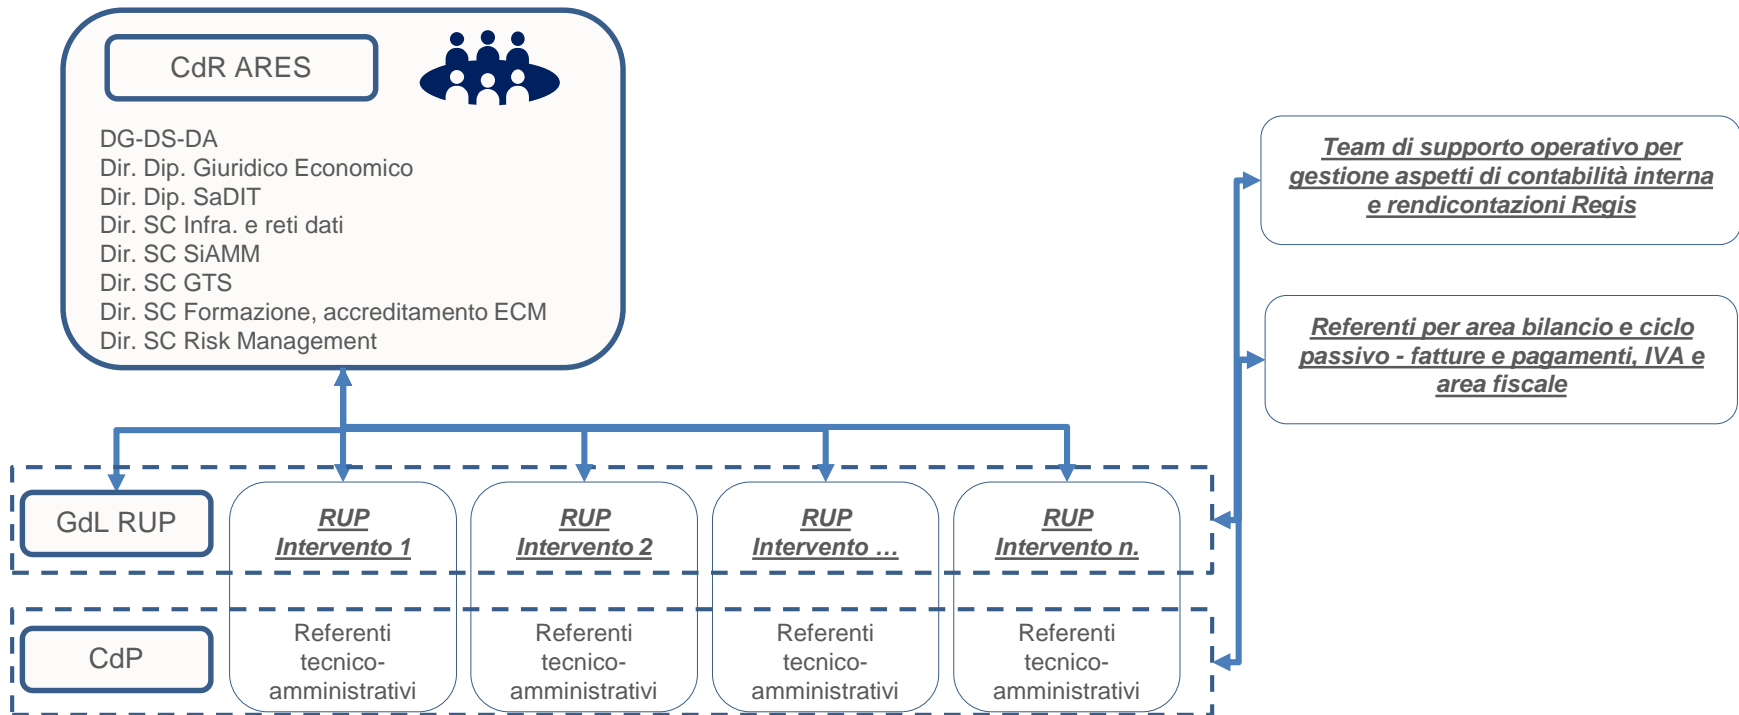 CdR ARES
DG-DS-DA
Dir. Dip. Giuridico Economico
Dir. Dip. SaDIT
Dir. SC Infra. e reti dati
Dir. SC SiAMM
Dir. SC GTS
Dir. SC Formazione, accreditamento ECM
Dir. SC Risk Management
Team di supporto operativo per
gestione aspetti di contabilità interna
e rendicontazioni Regis
Referenti per area bilancio e ciclo
passivo - fatture e pagamenti, IVA e
area fiscale
GdL RUP
RUP
Intervento 1
RUP
Intervento 2
RUP
Intervento …
RUP
Intervento n.
CdP
Referenti
tecnico-
amministrativi
Referenti
tecnico-
amministrativi
Referenti
tecnico-
amministrativi
Referenti
tecnico-
amministrativi